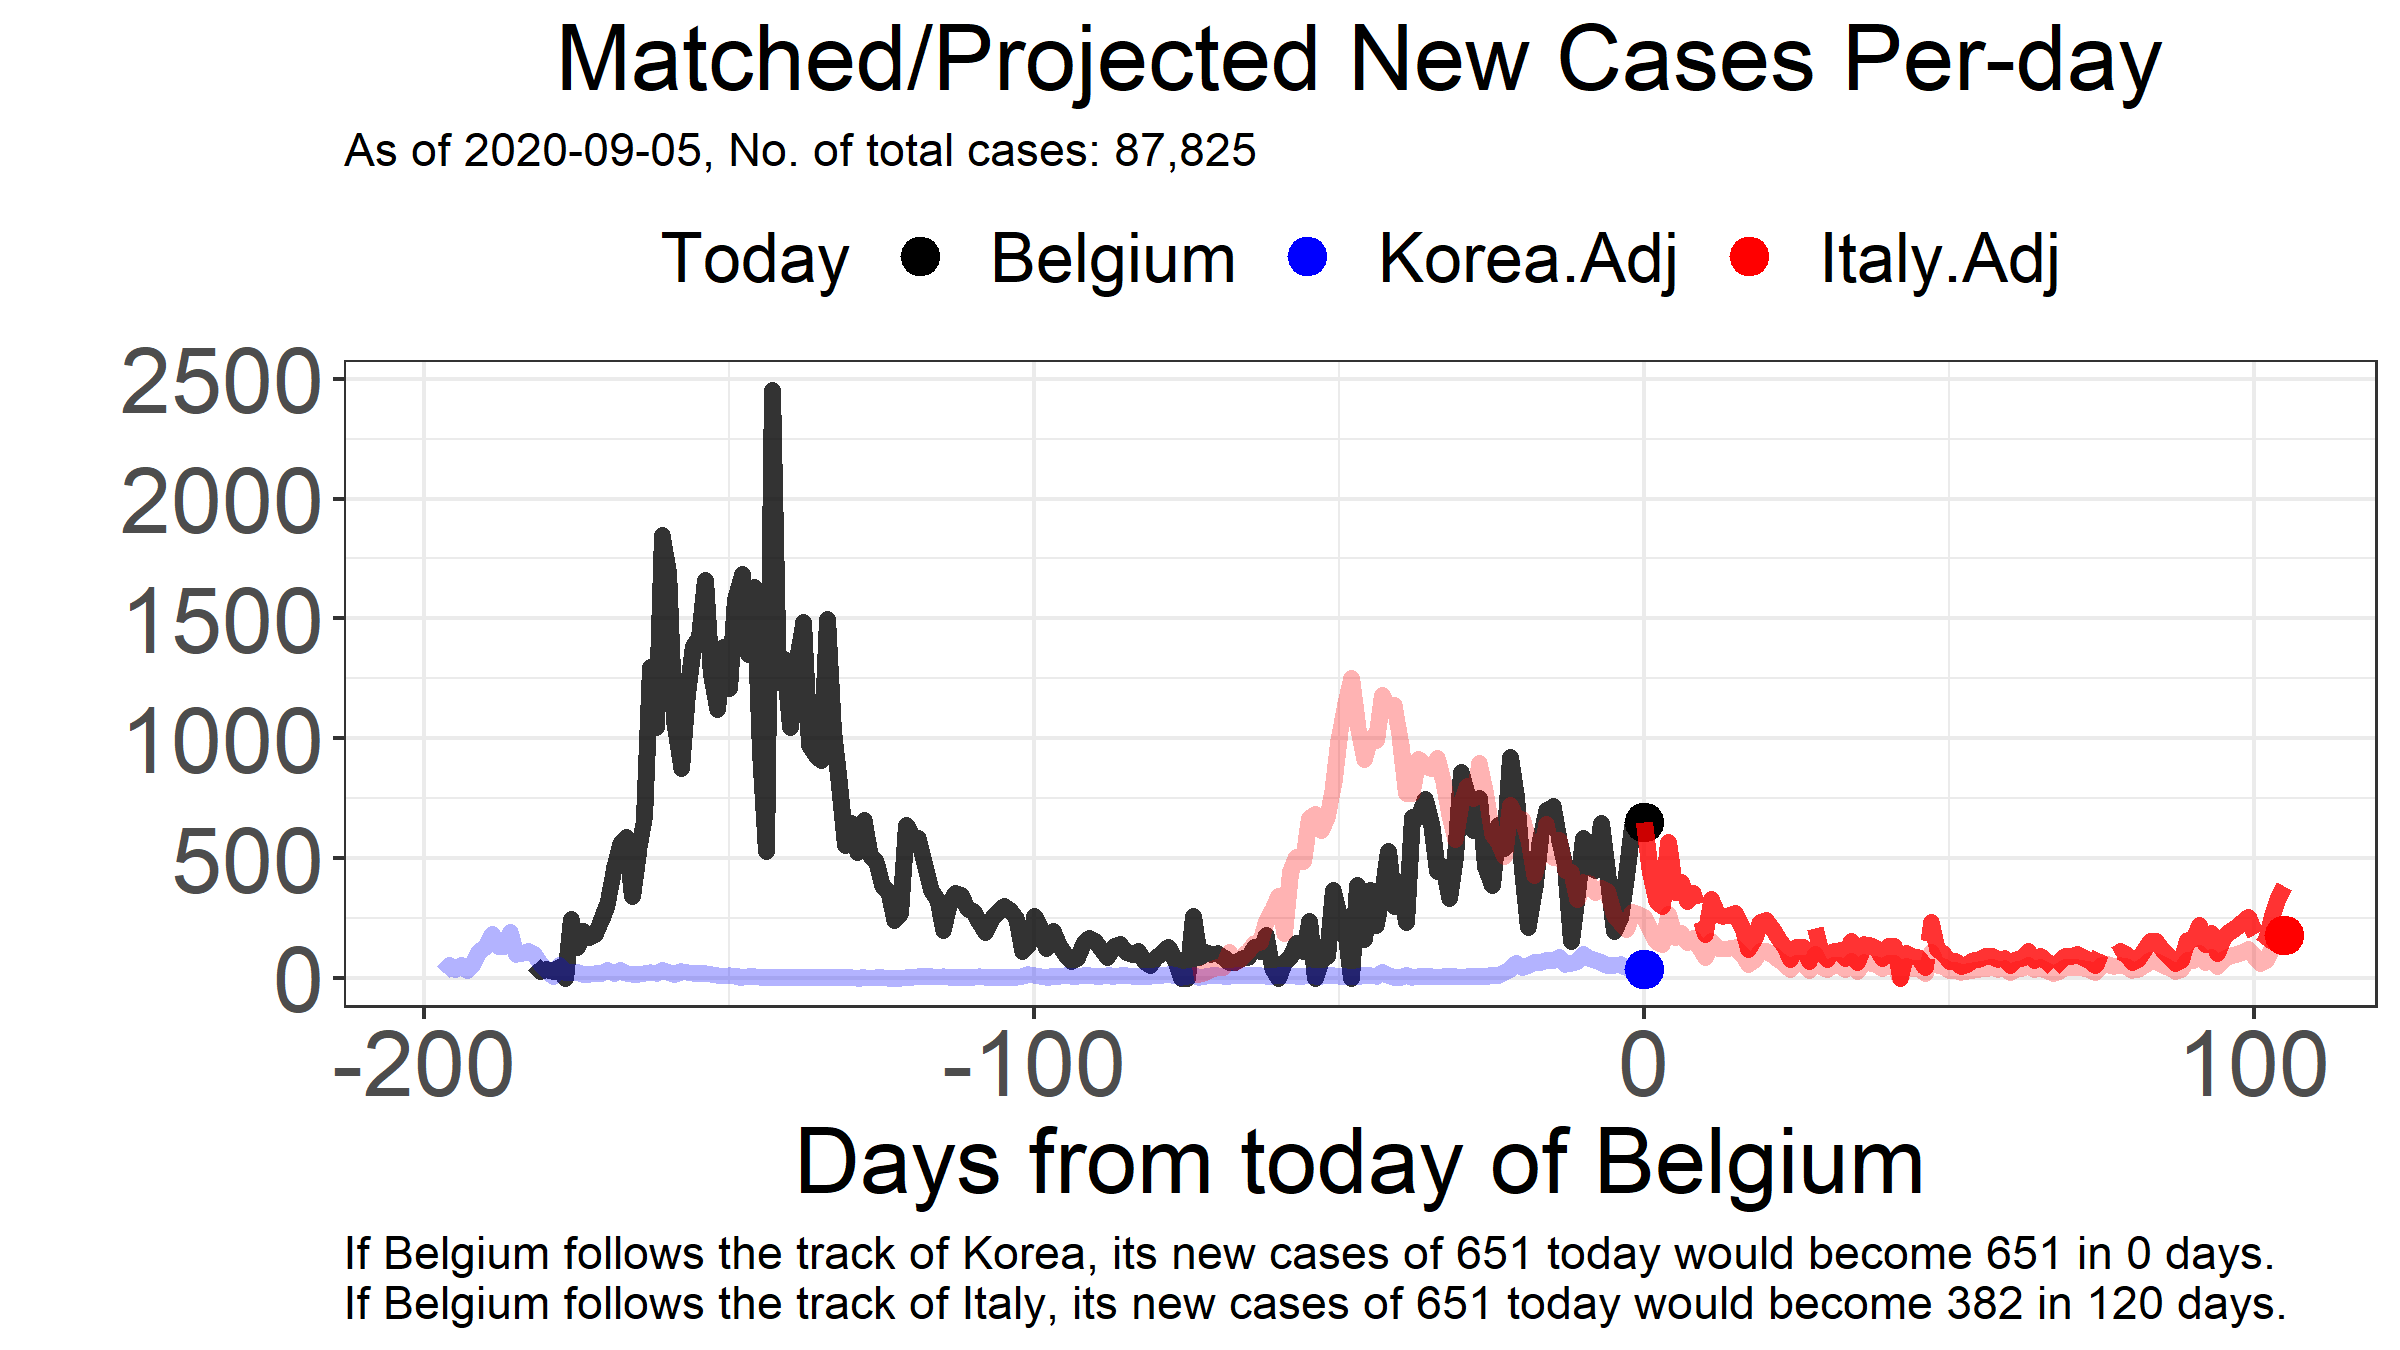 Matched/Projected New Cases Per-day
As of 2020-09-05, No. of total cases: 87,825
Today Belgium Korea.Adj Italy.Adj
2500
2000
1500
1000
500
0
-200 -100 0 100
Days from today of Belgium
If Belgium follows the track of Korea, its new cases of 651 today would become 651 in 0 days.
If Belgium follows the track of Italy, its new cases of 651 today would become 382 in 120 days.